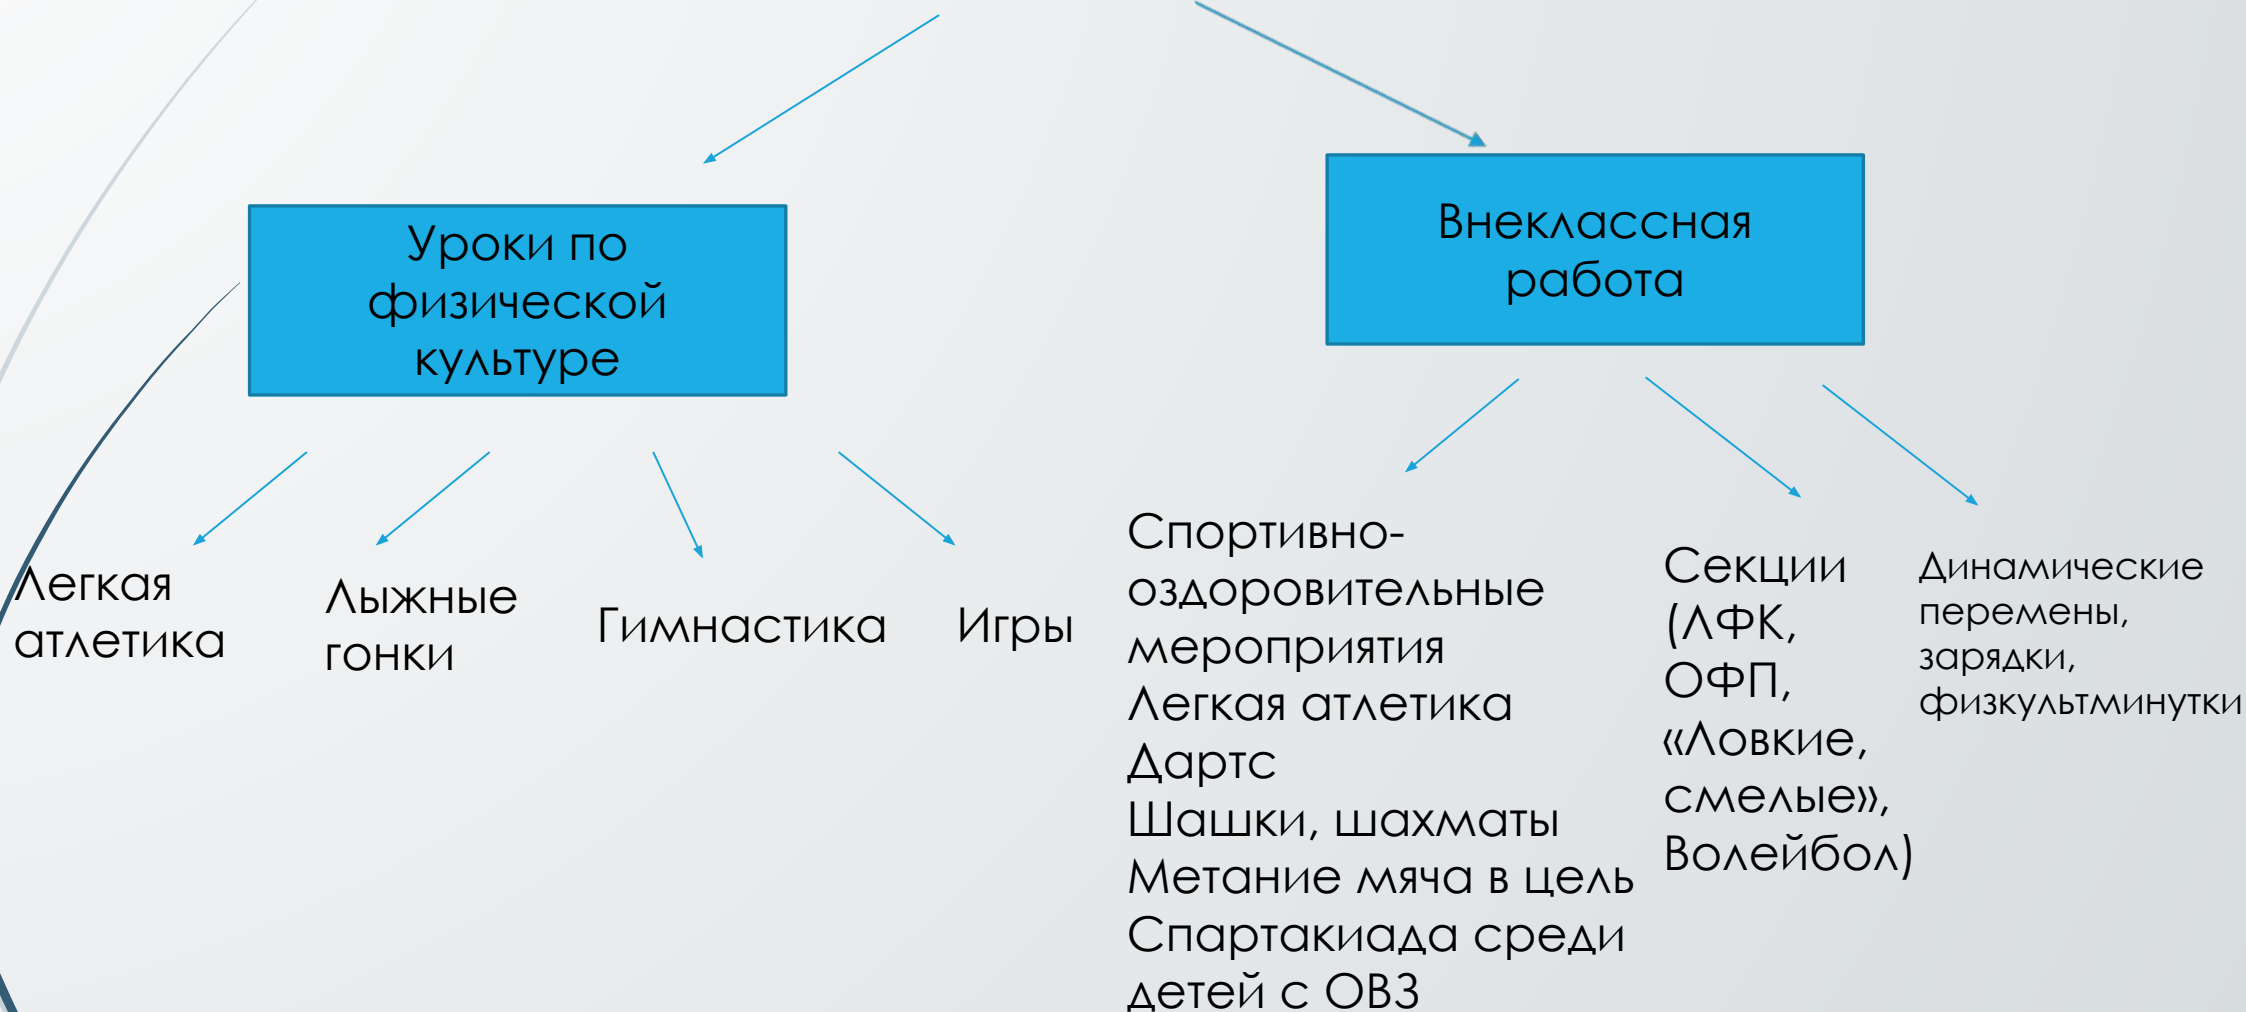 Уроки по
физической
культуре
Внеклассная
работа
Легкая
атлетика
Лыжные
гонки
Гимнастика
Игры
Спортивно-
оздоровительные
мероприятия
Легкая атлетика
Дартс
Шашки, шахматы
Метание мяча в цель
Спартакиада среди
детей с ОВЗ
Секции
(ЛФК,
ОФП,
«Ловкие,
смелые»,
Волейбол)
Динамические
перемены,
зарядки,
физкультминутки